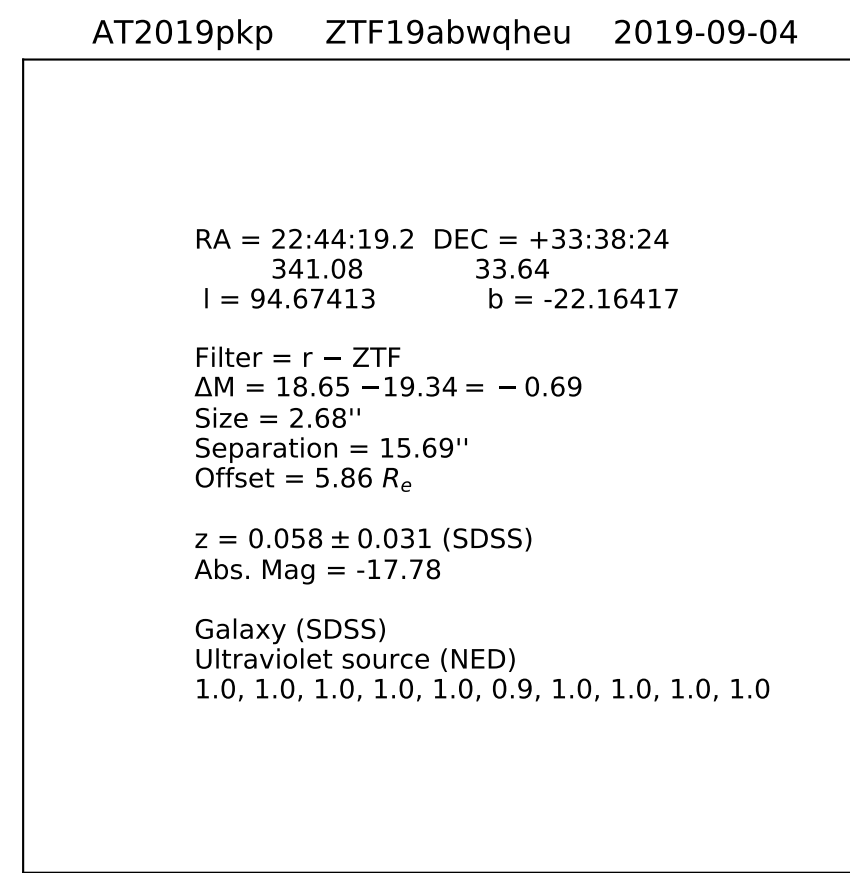 AT2019pkp ZTF19abwqheu 2019-09-04
RA = 22:44:19.2 DEC = +33:38:24
341.08 33.64
l = 94.67413 b = -22.16417
Filter = r − ZTF
ΔM = 18.65 −19.34 = − 0.69
Size = 2.68''
Separation = 15.69''
Offset = 5.86 Rₑ
z = 0.058 ± 0.031 (SDSS)
Abs. Mag = -17.78
Galaxy (SDSS)
Ultraviolet source (NED)
1.0, 1.0, 1.0, 1.0, 1.0, 0.9, 1.0, 1.0, 1.0, 1.0